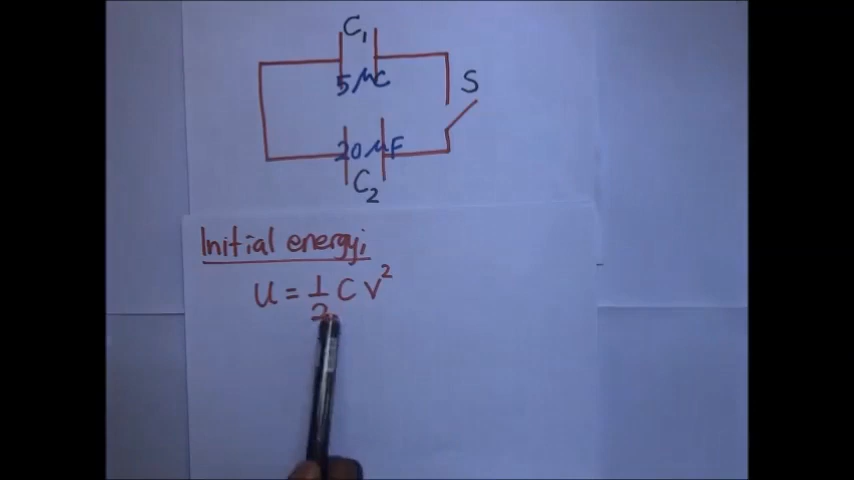 C₁
5 μC
S
20 μF
C₂
Initial energy;
U = 1/2 C V²